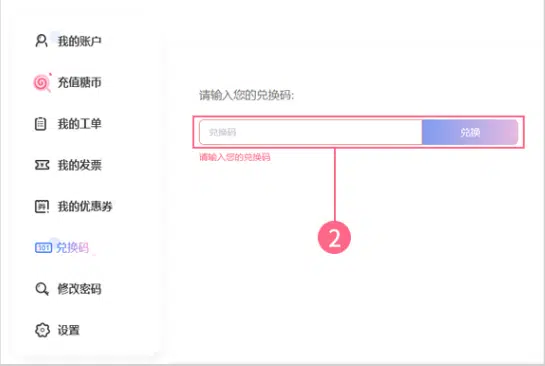 我的账户
充值糖币
我的工单
我的发票
我的优惠券
兑换码
修改密码
设置
请输入您的兑换码:
兑换码
兑换
请输入您的兑换码
2